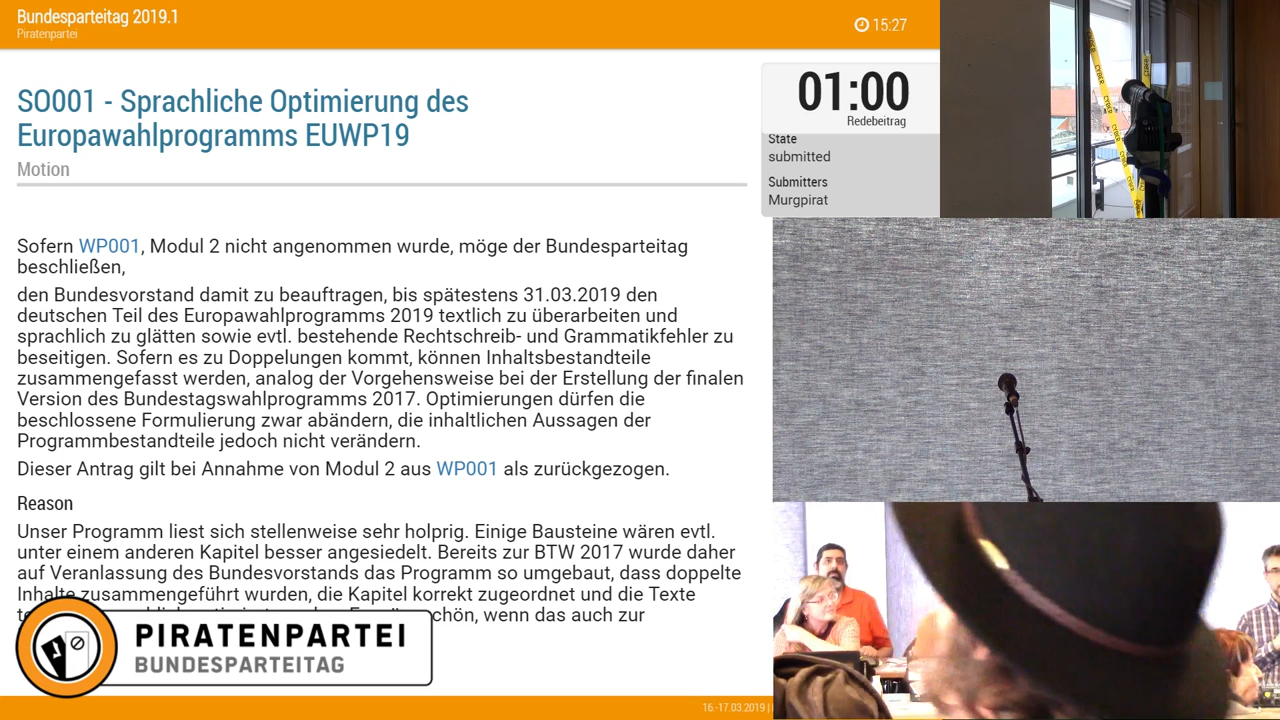 Bundesparteitag 2019.1
Piratenpartei
15:27
SO001 - Sprachliche Optimierung des
Europawahlprogramms EUWP19
Motion
01:00
Redebeitrag
State
submitted
Submitters
Murgpirat
Sofern WP001, Modul 2 nicht angenommen wurde, möge der Bundesparteitag
beschließen,
den Bundesvorstand damit zu beauftragen, bis spätestens 31.03.2019 den
deutschen Teil des Europawahlprogramms 2019 textlich zu überarbeiten und
sprachlich zu glätten sowie evtl. bestehende Rechtschreib- und Grammatikfehler zu
beseitigen. Sofern es zu Doppelungen kommt, können Inhaltsbestandteile
zusammengefasst werden, analog der Vorgehensweise bei der Erstellung der finalen
Version des Bundestagswahlprogramms 2017. Optimierungen dürfen die
beschlossene Formulierung zwar abändern, die inhaltlichen Aussagen der
Programmbestandteile jedoch nicht verändern.
Dieser Antrag gilt bei Annahme von Modul 2 aus WP001 als zurückgezogen.
Reason
Unser Programm liest sich stellenweise sehr holprig. Einige Bausteine wären evtl.
unter einem anderen Kapitel besser angesiedelt. Bereits zur BTW 2017 wurde daher
auf Veranlassung des Bundesvorstands das Programm so umgebaut, dass doppelte
Inhalte zusammengeführt wurden, die Kapitel korrekt zugeordnet und die Texte
schön, wenn das auch zur
PIRATENPARTEI
BUNDESPARTEITAG
16.-17.03.2019 |
CYBER
CYBER
CYBER
CYBER
CYBER